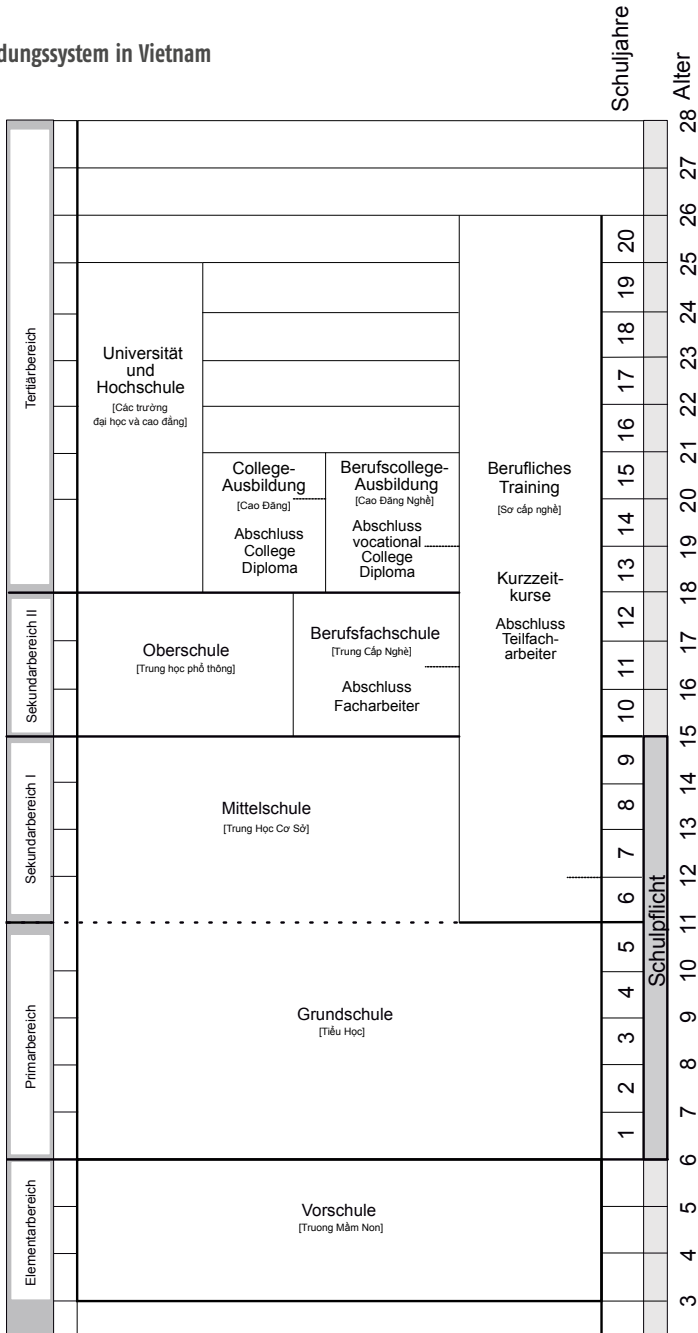 dungssystem in Vietnam
Schuljahre
Alter
Tertiärbereich
Sekundarbereich II
Sekundarbereich I
Primarbereich
Elementarbereich
Universität
und
Hochschule
[Các trường
đại học và cao đẳng]
College-
Ausbildung
[Cao Đăng]
Abschluss
College
Diploma
Berufscollege-
Ausbildung
[Cao Đăng Nghề]
Abschluss
vocational
College
Diploma
Berufliches
Training
[Sơ cấp nghề]
Kurzzeit-
kurse
Abschluss
Teilfach-
arbeiter
Oberschule
[Trung học phổ thông]
Berufsfachschule
[Trung Cấp Nghè]
Abschluss
Facharbeiter
Mittelschule
[Trung Học Cơ Sở]
Grundschule
[Tiểu Học]
Vorschule
[Truong Mầm Non]
20
19
18
17
16
15
14
13
12
11
10
9
8
7
6
5
4
3
2
1
Schulpflicht
28
27
26
25
24
23
22
21
20
19
18
17
16
15
14
13
12
11
10
9
8
7
6
5
4
3